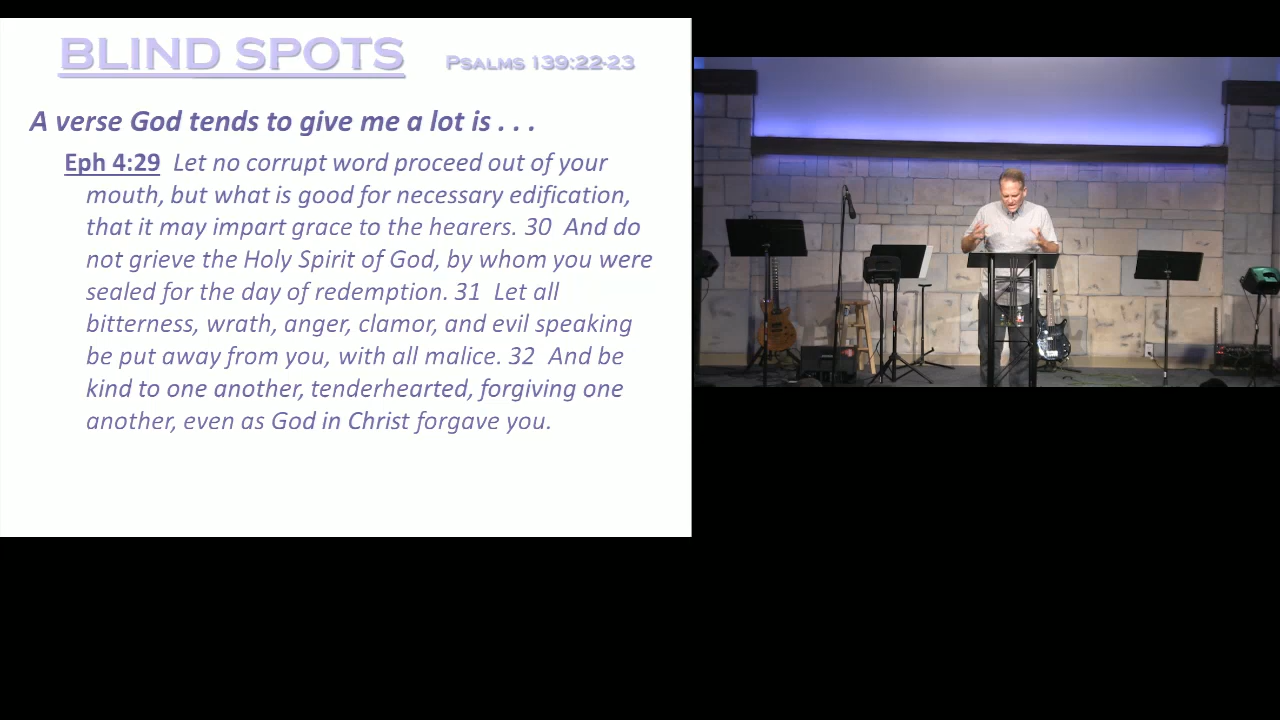 BLIND SPOTS Psalms 139:22-23
A verse God tends to give me a lot is . . .
Eph 4:29 Let no corrupt word proceed out of your
mouth, but what is good for necessary edification,
that it may impart grace to the hearers. 30 And do
not grieve the Holy Spirit of God, by whom you were
sealed for the day of redemption. 31 Let all
bitterness, wrath, anger, clamor, and evil speaking
be put away from you, with all malice. 32 And be
kind to one another, tenderhearted, forgiving one
another, even as God in Christ forgave you.